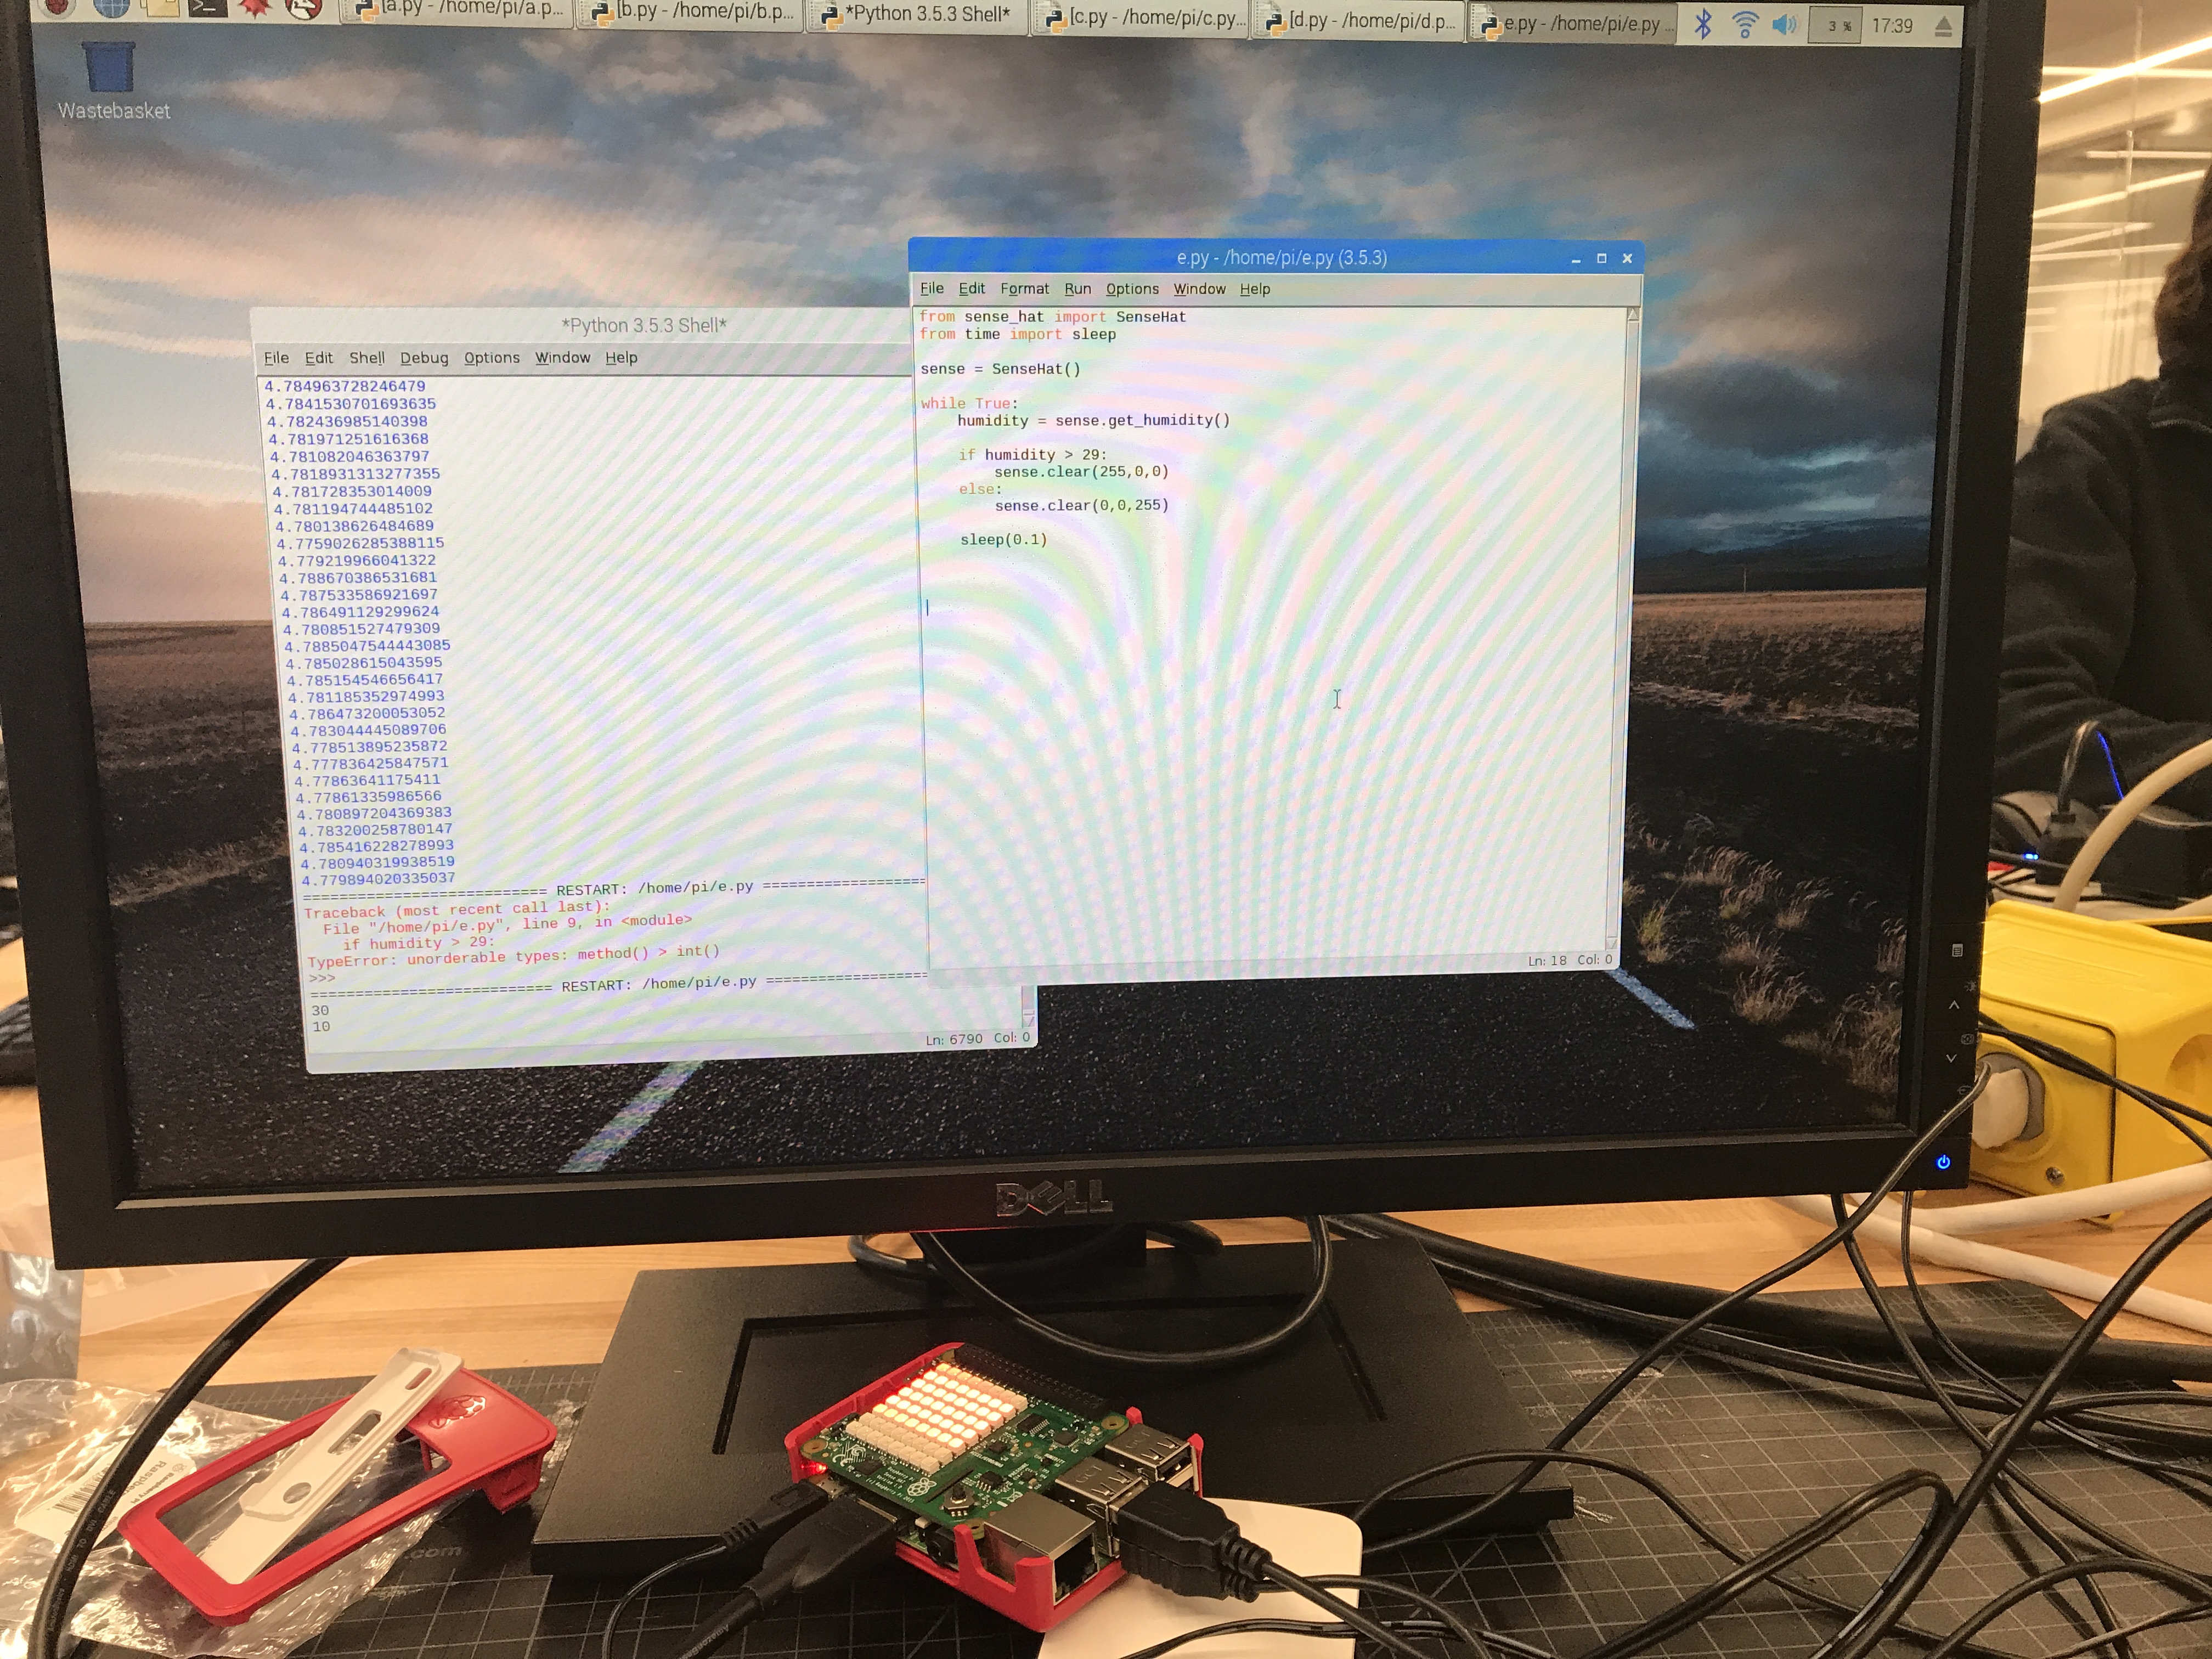 [a.py - /home/pi/a.p...
[b.py - /home/pi/b.p...
*Python 3.5.3 Shell*
[c.py - /home/pi/c.py...
[d.py - /home/pi/d.p...
e.py - /home/pi/e.py ...
3 %
17:39
Wastebasket
*Python 3.5.3 Shell*
File Edit Shell Debug Options Window Help
4.784963728246479
4.7841530701693635
4.782436985140398
4.781971251616368
4.781082046363797
4.7818931313277355
4.781728353014009
4.781194744485102
4.780138626484689
4.7759026285388115
4.779219966041322
4.788670386531681
4.787533586921697
4.786491129299624
4.780851527479309
4.7885047544443085
4.785028615043595
4.785154546656417
4.781185352974993
4.786473200053052
4.783044445089706
4.778513895235872
4.777836425847571
4.77863641175411
4.77861335986566
4.780897204369383
4.783200258780147
4.785416228278993
4.780940319938519
4.779894020335037
=========================== RESTART: /home/pi/e.py ==================
Traceback (most recent call last):
File "/home/pi/e.py", line 9, in <module>
if humidity > 29:
TypeError: unorderable types: method() > int()
>>>
=========================== RESTART: /home/pi/e.py ==================
30
10
Ln: 6790 Col: 0
e.py - /home/pi/e.py (3.5.3)
File Edit Format Run Options Window Help
from sense_hat import SenseHat
from time import sleep
sense = SenseHat()
while True:
humidity = sense.get_humidity()
if humidity > 29:
sense.clear(255,0,0)
else:
sense.clear(0,0,255)
sleep(0.1)
Ln: 18 Col: 0
DELL
.com